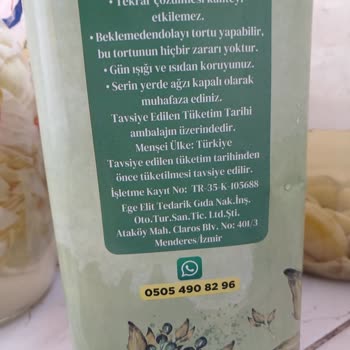 • Tekrar çözülmesi kaliteyi
etkilemez.
• Beklemedendolayı tortu yapabilir,
bu tortunun hiçbir zararı yoktur.
• Gün ışığı ve ısıdan koruyunuz.
• Serin yerde ağzı kapalı olarak
muhafaza ediniz.
Tavsiye Edilen Tüketim Tarihi
ambalajın üzerindedir.
Menşei Ülke: Türkiye
Tavsiye edilen tüketim tarihinden
önce tüketilmesi tavsiye edilir.
İşletme Kayıt No: TR-35-K-105688
Ege Elit Tedarik Gıda Nak.İnş.
Oto.Tur.San.Tic. Ltd.Şti.
Ataköy Mah. Claros Blv. No: 401/3
Menderes/İzmir
0505 490 82 96